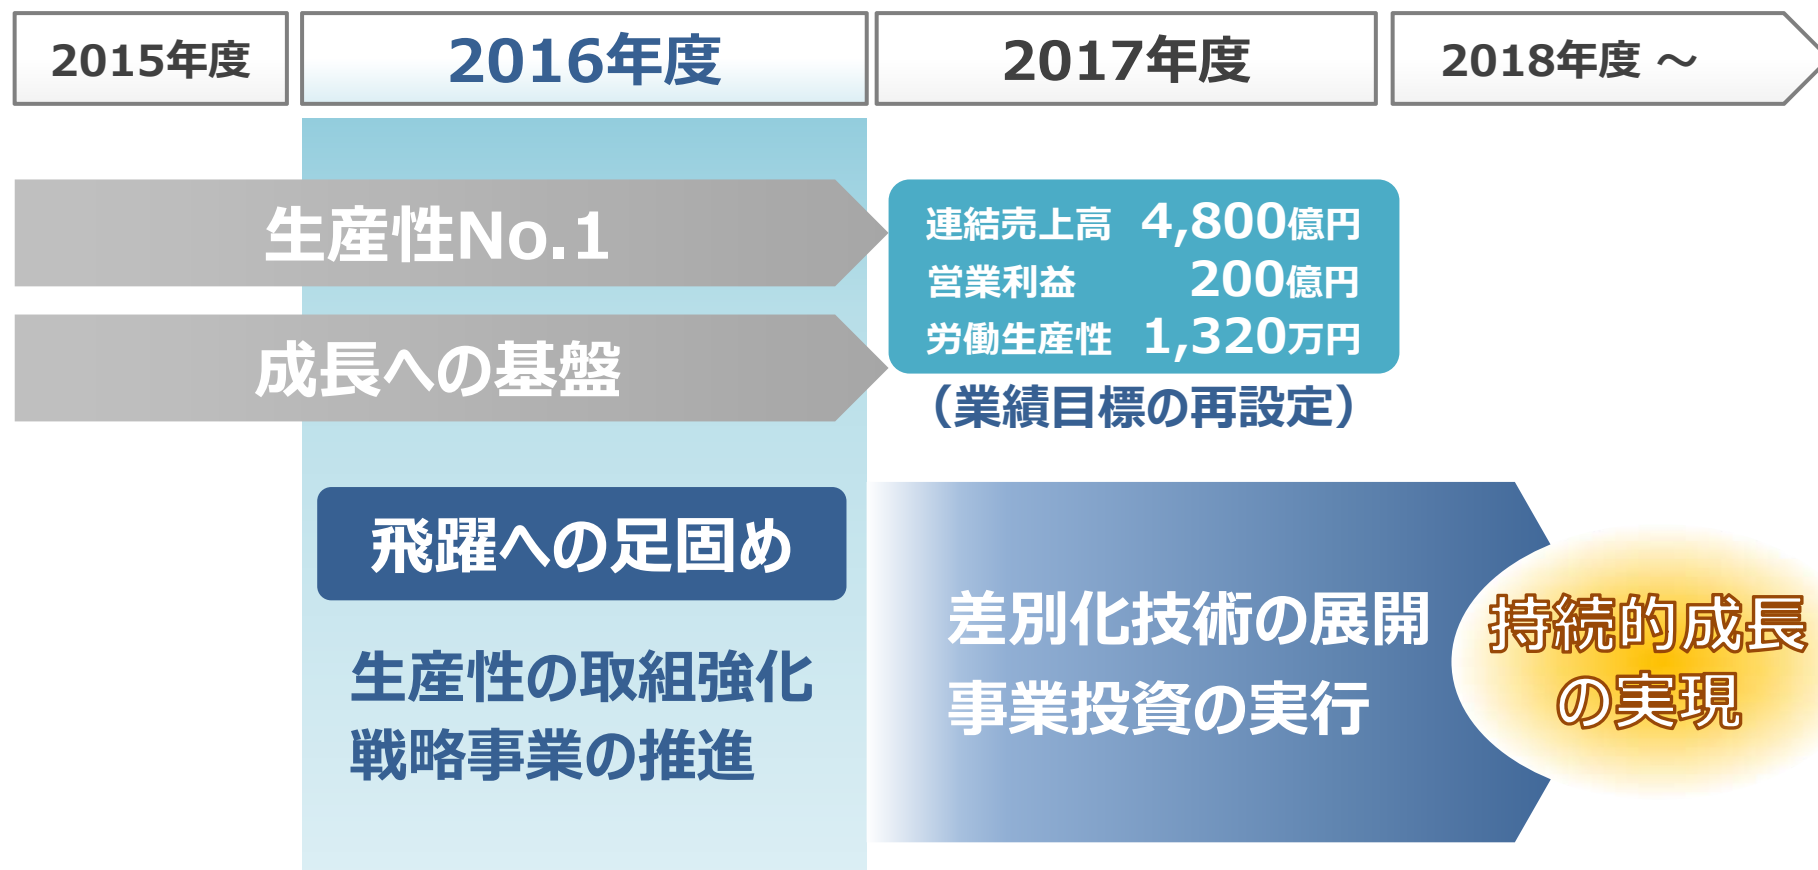 2015年度
2016年度
2017年度
2018年度 ～
生産性No.1
成長への基盤
連結売上高 4,800億円
営業利益 200億円
労働生産性 1,320万円
（業績目標の再設定）
飛躍への足固め
生産性の取組強化
戦略事業の推進
差別化技術の展開
事業投資の実行
持続的成長
の実現